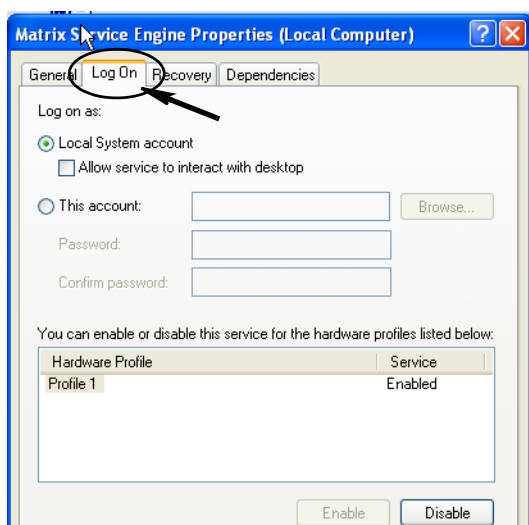 Matrix Service Engine Properties (Local Computer)
General Log On Recovery Dependencies
Log on as:
Local System account
Allow service to interact with desktop
This account: Browse...
Password:
Confirm password:
You can enable or disable this service for the hardware profiles listed below:
Hardware Profile Service
Profile 1 Enabled
Enable Disable